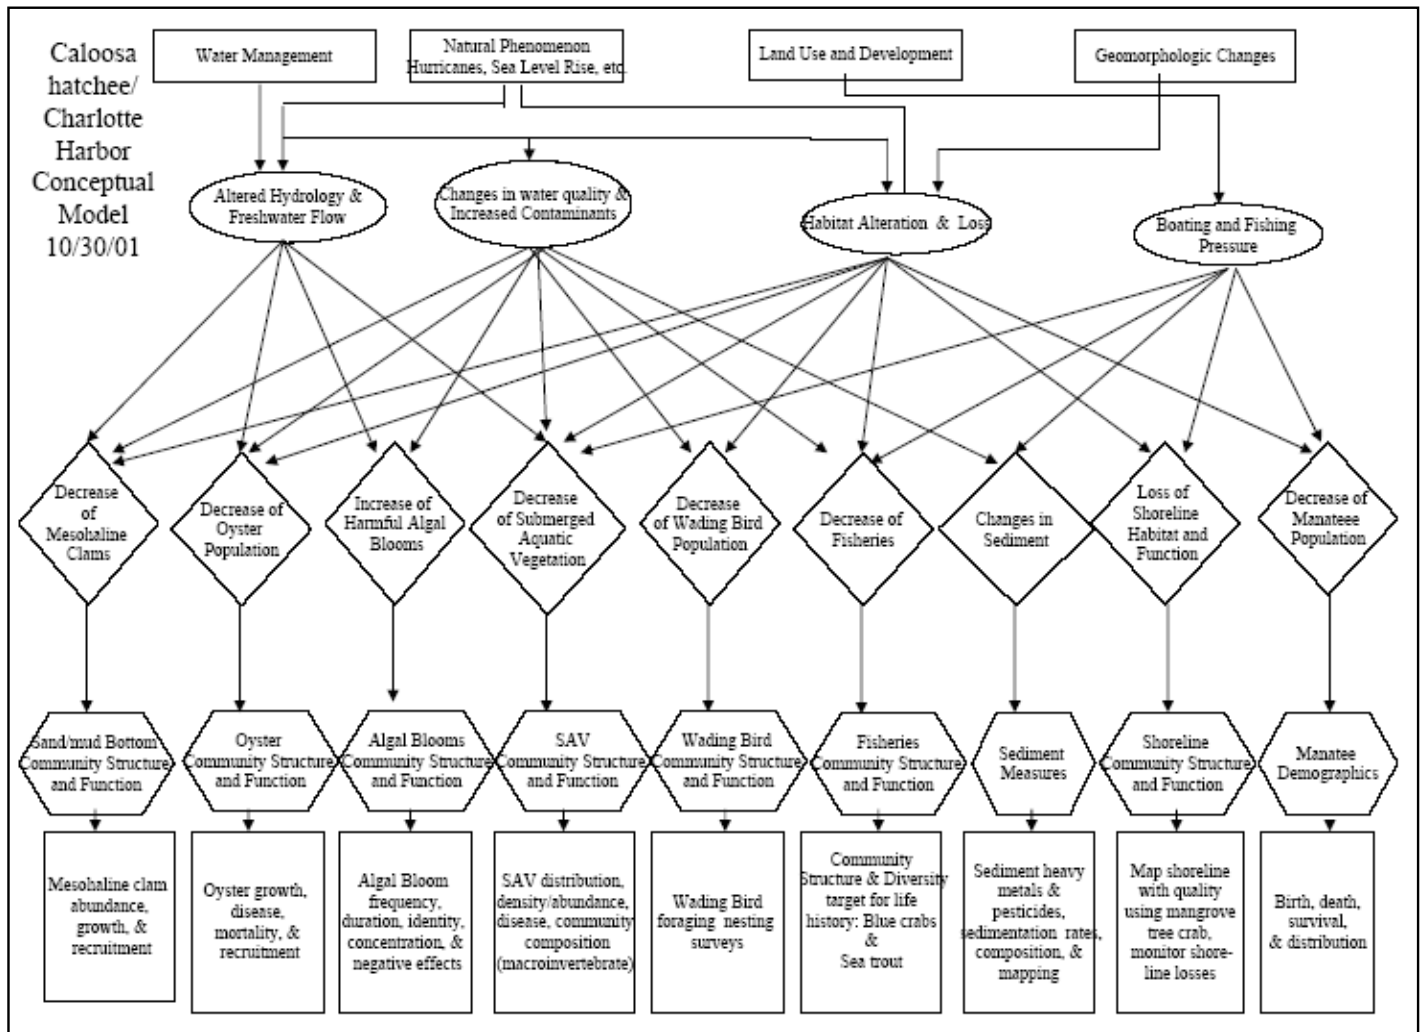 Caloosa
hatchee/
Charlotte
Harbor
Conceptual
Model
10/30/01
Water Management
Natural Phenomenon
Hurricanes, Sea Level Rise, etc.
Land Use and Development
Geomorphologic Changes
Altered Hydrology &
Freshwater Flow
Changes in water quality &
Increased Contaminants
Habitat Alteration & Loss
Boating and Fishing
Pressure
Decrease
of
Mesohaline
Clams
Decrease of
Oyster
Population
Increase of
Harmful Algal
Blooms
Decrease
of Submerged
Aquatic
Vegetation
Decrease
of Wading Bird
Population
Decrease of
Fisheries
Changes in
Sediment
Loss of
Shoreline
Habitat and
Function
Decrease of
Manateee
Population
Sand/mud Bottom
Community Structure
and Function
Oyster
Community Structure
and Function
Algal Blooms
Community Structure
and Function
SAV
Community Structure
and Function
Wading Bird
Community Structure
and Function
Fisheries
Community Structure
and Function
Sediment
Measures
Shoreline
Community Structure
and Function
Manatee
Demographics
Mesohaline clam
abundance,
growth, &
recruitment
Oyster growth,
disease,
mortality, &
recruitment
Algal Bloom
frequency,
duration, identity,
concentration, &
negative effects
SAV distribution,
density/abundance,
disease, community
composition
(macroinvertebrate)
Wading Bird
foraging nesting
surveys
Community
Structure & Diversity
target for life
history: Blue crabs
&
Sea trout
Sediment heavy
metals &
pesticides,
sedimentation rates,
composition, &
mapping
Map shoreline
with quality
using mangrove
tree crab,
monitor shore-
line losses
Birth, death,
survival,
& distribution